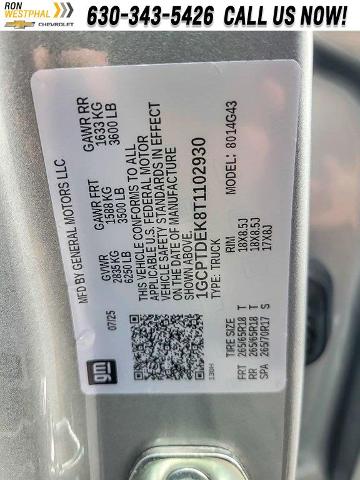 RON
WESTPHAL
CHEVROLET
630-343-5426 CALL US NOW!
MFD BY GENERAL MOTORS LLC
07/25
GVWR GAWR FRT GAWR RR
2835 KG 1588 KG 1633 KG
6250 LB 3500 LB 3600 LB
THIS VEHICLE CONFORMS TO ALL
APPLICABLE U.S. FEDERAL MOTOR
VEHICLE SAFETY, BUMPER, AND
THEFT PREVENTION STANDARDS IN EFFECT
ON THE DATE OF MANUFACTURE
SHOWN ABOVE.
1GCPTDEK8T1102930
TYPE: TRUCK MODEL: 8014G43
gm
TIRE SIZE RIM
FRT 265/65R18 T 18X8.5J
RR 265/65R18 T 18X8.5J
SPA 265/70R17 S 17X8J